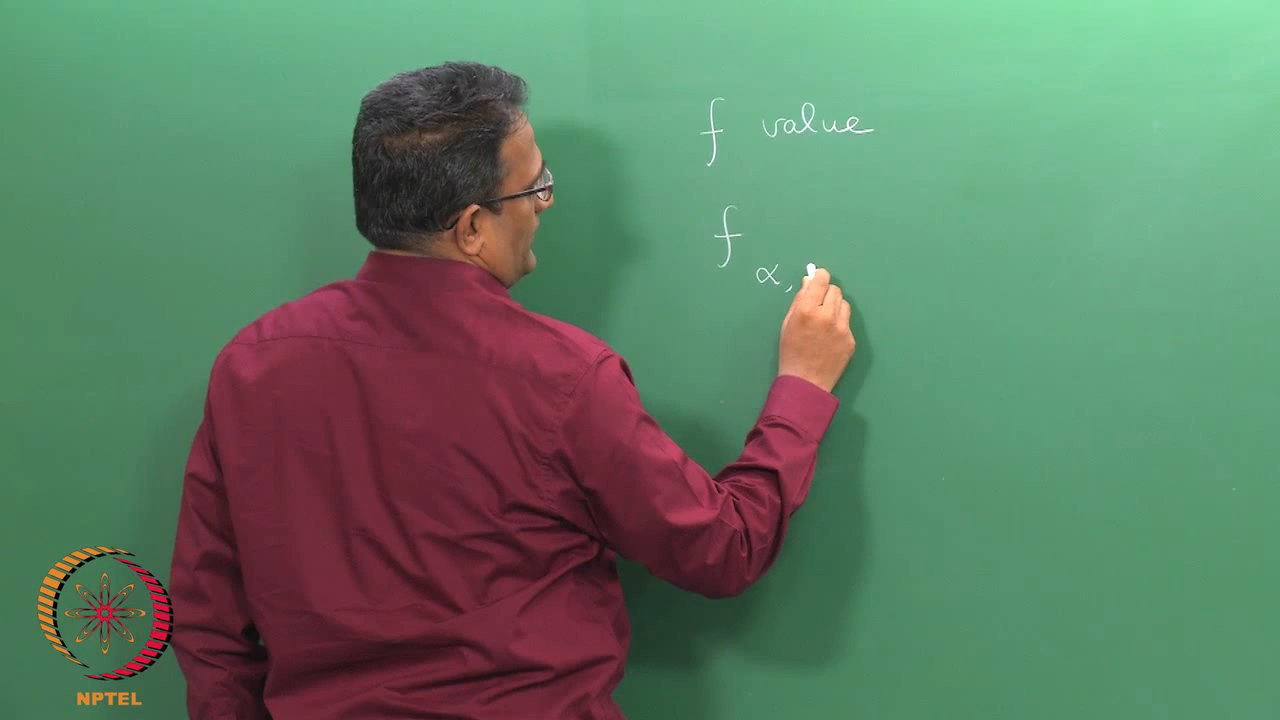 f value
f α,
NPTEL